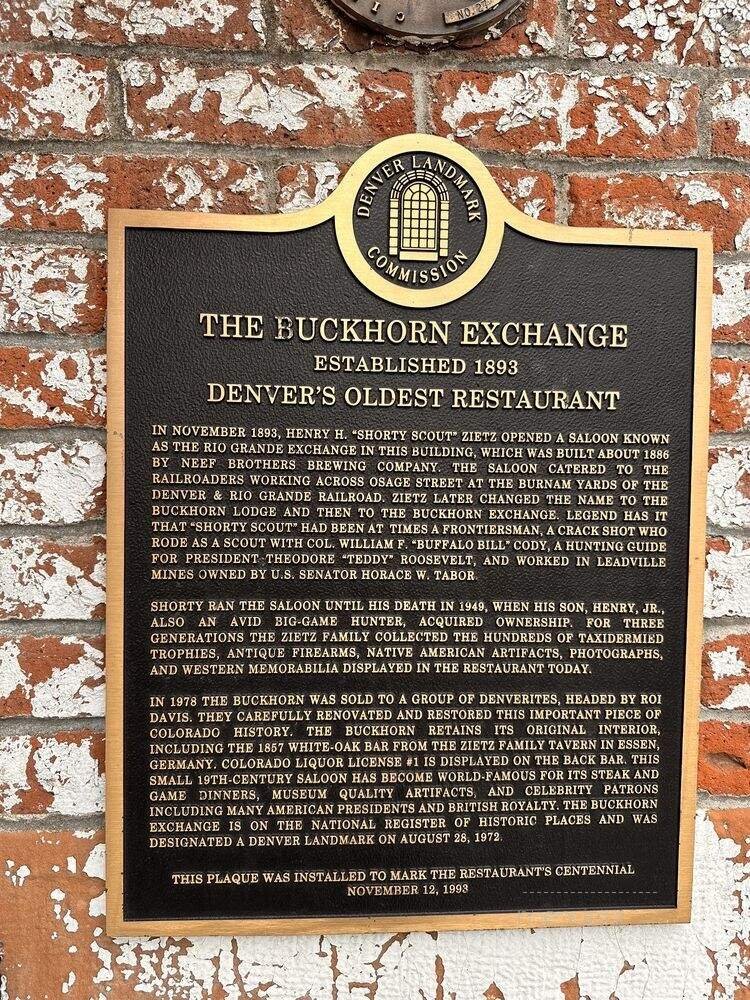 DENVER LANDMARK
COMMISSION
THE BUCKHORN EXCHANGE
ESTABLISHED 1893
DENVER'S OLDEST RESTAURANT
IN NOVEMBER 1893, HENRY H. "SHORTY SCOUT" ZIETZ OPENED A SALOON KNOWN
AS THE RIO GRANDE EXCHANGE IN THIS BUILDING, WHICH WAS BUILT ABOUT 1886
BY NEEF BROTHERS BREWING COMPANY. THE SALOON CATERED TO THE
RAILROADERS WORKING ACROSS OSAGE STREET AT THE BURNAM YARDS OF THE
DENVER & RIO GRANDE RAILROAD. ZIETZ LATER CHANGED THE NAME TO THE
BUCKHORN LODGE AND THEN TO THE BUCKHORN EXCHANGE. LEGEND HAS IT
THAT "SHORTY SCOUT" HAD BEEN AT TIMES A FRONTIERSMAN, A CRACK SHOT WHO
RODE AS A SCOUT WITH COL. WILLIAM F. "BUFFALO BILL" CODY, A HUNTING GUIDE
FOR PRESIDENT THEODORE "TEDDY" ROOSEVELT, AND WORKED IN LEADVILLE
MINES OWNED BY U.S. SENATOR HORACE W. TABOR.
SHORTY RAN THE SALOON UNTIL HIS DEATH IN 1949, WHEN HIS SON, HENRY, JR.,
ALSO AN AVID BIG-GAME HUNTER, ACQUIRED OWNERSHIP. FOR THREE
GENERATIONS THE ZIETZ FAMILY COLLECTED THE HUNDREDS OF TAXIDERMIED
TROPHIES, ANTIQUE FIREARMS, NATIVE AMERICAN ARTIFACTS, PHOTOGRAPHS,
AND WESTERN MEMORABILIA DISPLAYED IN THE RESTAURANT TODAY.
IN 1978 THE BUCKHORN WAS SOLD TO A GROUP OF DENVERITES, HEADED BY ROI
DAVIS. THEY CAREFULLY RENOVATED AND RESTORED THIS IMPORTANT PIECE OF
COLORADO HISTORY. THE BUCKHORN RETAINS ITS ORIGINAL INTERIOR,
INCLUDING THE 1857 WHITE-OAK BAR FROM THE ZIETZ FAMILY TAVERN IN ESSEN,
GERMANY. COLORADO LIQUOR LICENSE #1 IS DISPLAYED ON THE BACK BAR. THIS
SMALL 19TH-CENTURY SALOON HAS BECOME WORLD-FAMOUS FOR ITS STEAK AND
GAME DINNERS, MUSEUM QUALITY ARTIFACTS, AND CELEBRITY PATRONS
INCLUDING MANY AMERICAN PRESIDENTS AND BRITISH ROYALTY. THE BUCKHORN
EXCHANGE IS ON THE NATIONAL REGISTER OF HISTORIC PLACES AND WAS
DESIGNATED A DENVER LANDMARK ON AUGUST 28, 1972.
THIS PLAQUE WAS INSTALLED TO MARK THE RESTAURANT'S CENTENNIAL
NOVEMBER 12, 1993